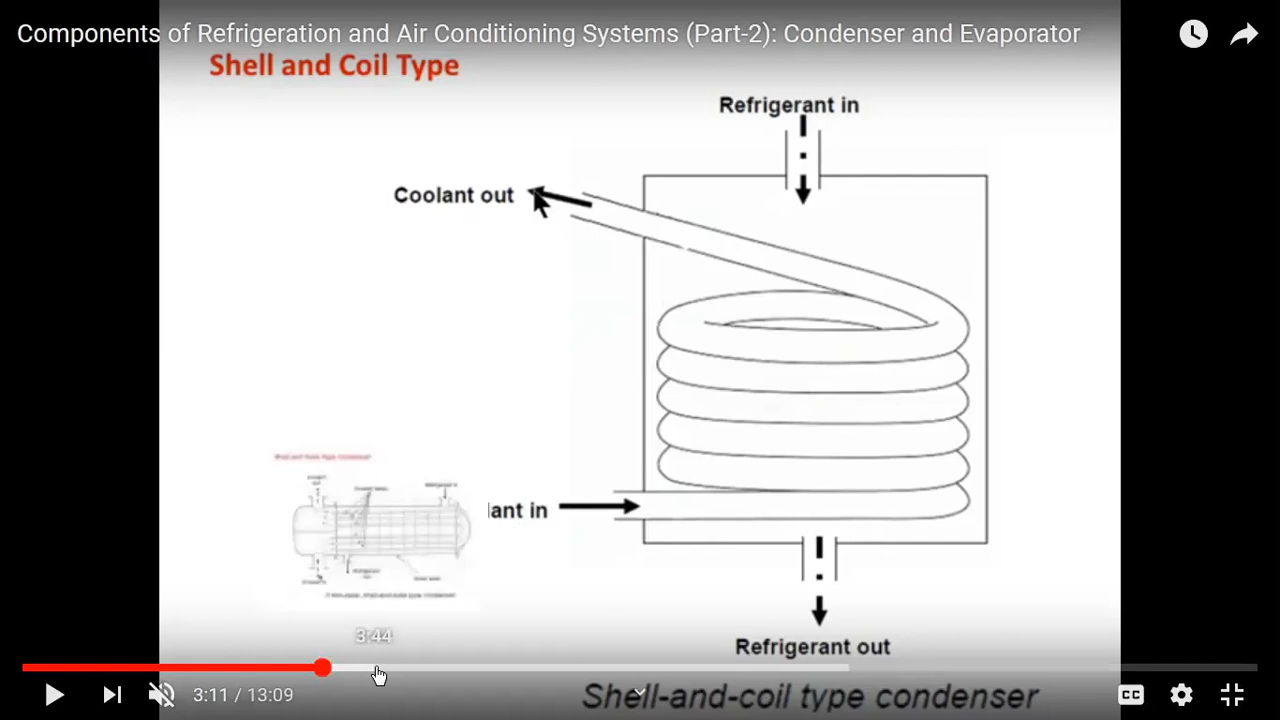 Components of Refrigeration and Air Conditioning Systems (Part-2): Condenser and Evaporator
Shell and Coil Type
Refrigerant in
Coolant out
lant in
Refrigerant out
3:44
3:11 / 13:09
CC
Shell-and-coil type condenser